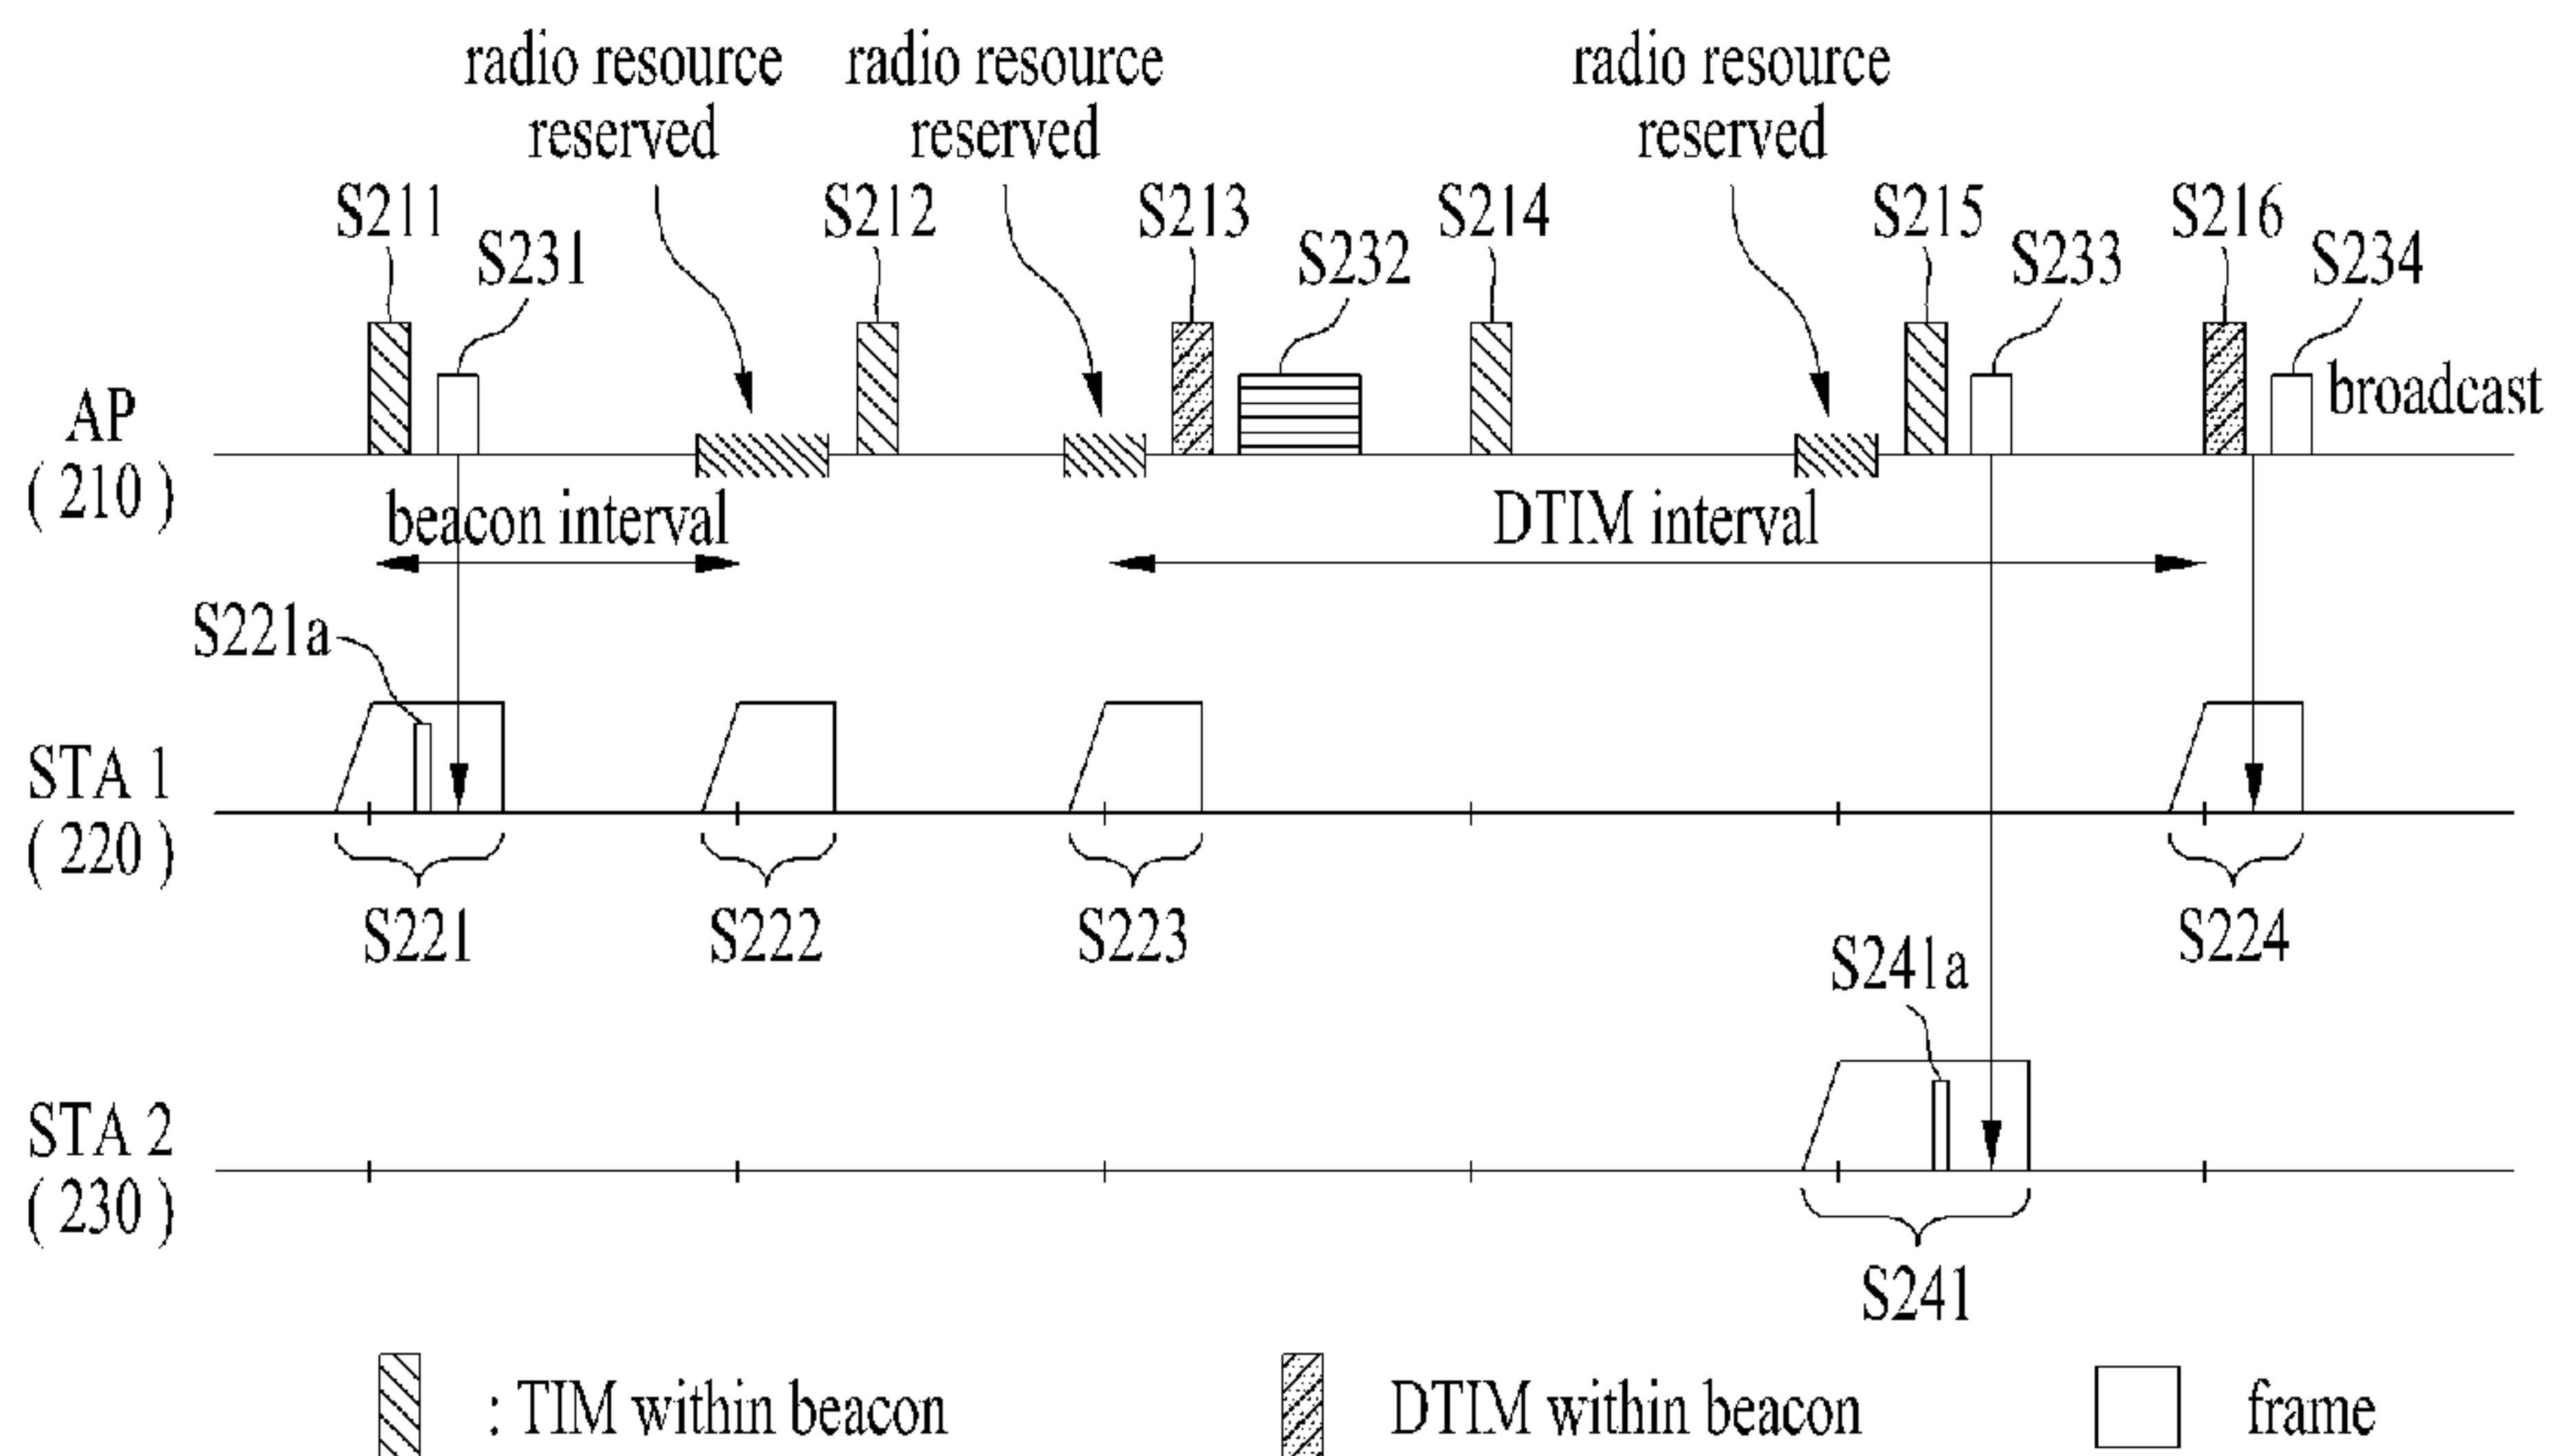 radio resource
reserved
radio resource
reserved
radio resource
reserved
S211
S231
S212
S213
S232
S214
S215
S233
S216
S234
broadcast
AP
( 210 )
beacon interval
DTIM interval
S221a
STA 1
( 220 )
S221
S222
S223
S224
S241a
STA 2
( 230 )
S241
: TIM within beacon
DTIM within beacon
frame